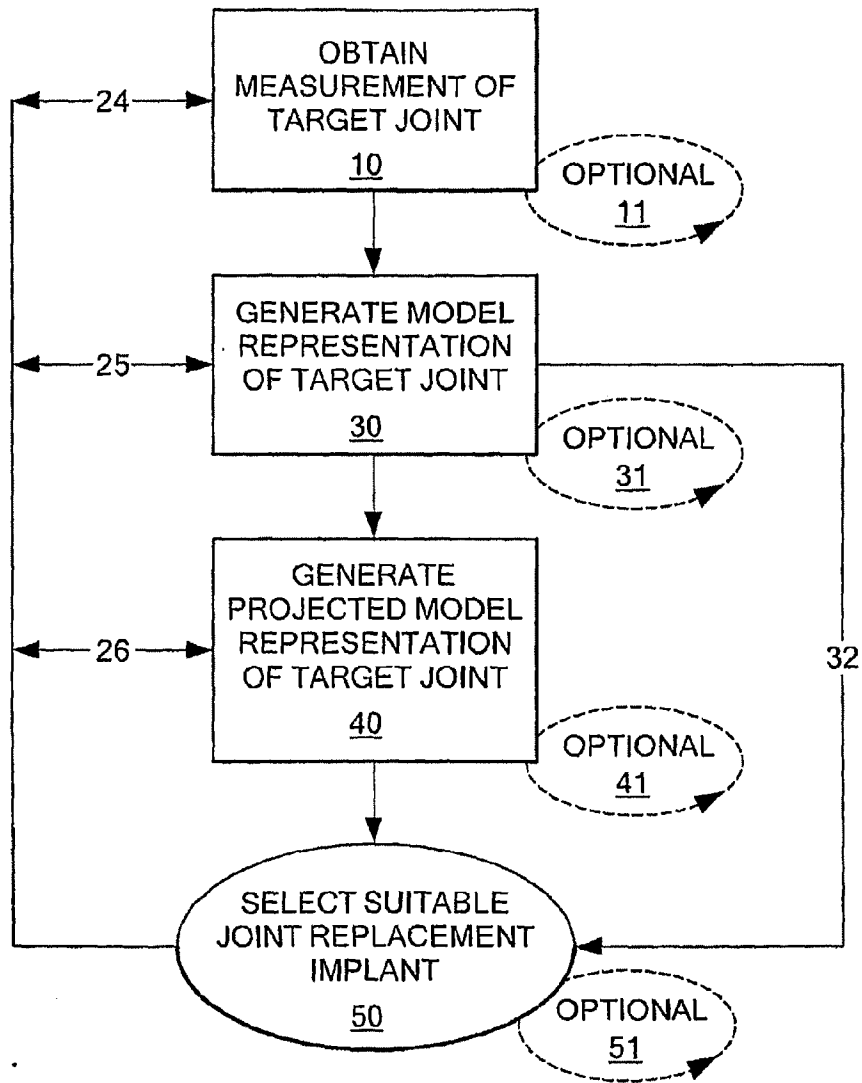 OBTAIN
MEASUREMENT OF
TARGET JOINT
10
24
OPTIONAL
11
GENERATE MODEL
REPRESENTATION
OF TARGET JOINT
30
25
OPTIONAL
31
GENERATE
PROJECTED MODEL
REPRESENTATION
OF TARGET JOINT
40
26
32
OPTIONAL
41
SELECT SUITABLE
JOINT REPLACEMENT
IMPLANT
50
OPTIONAL
51